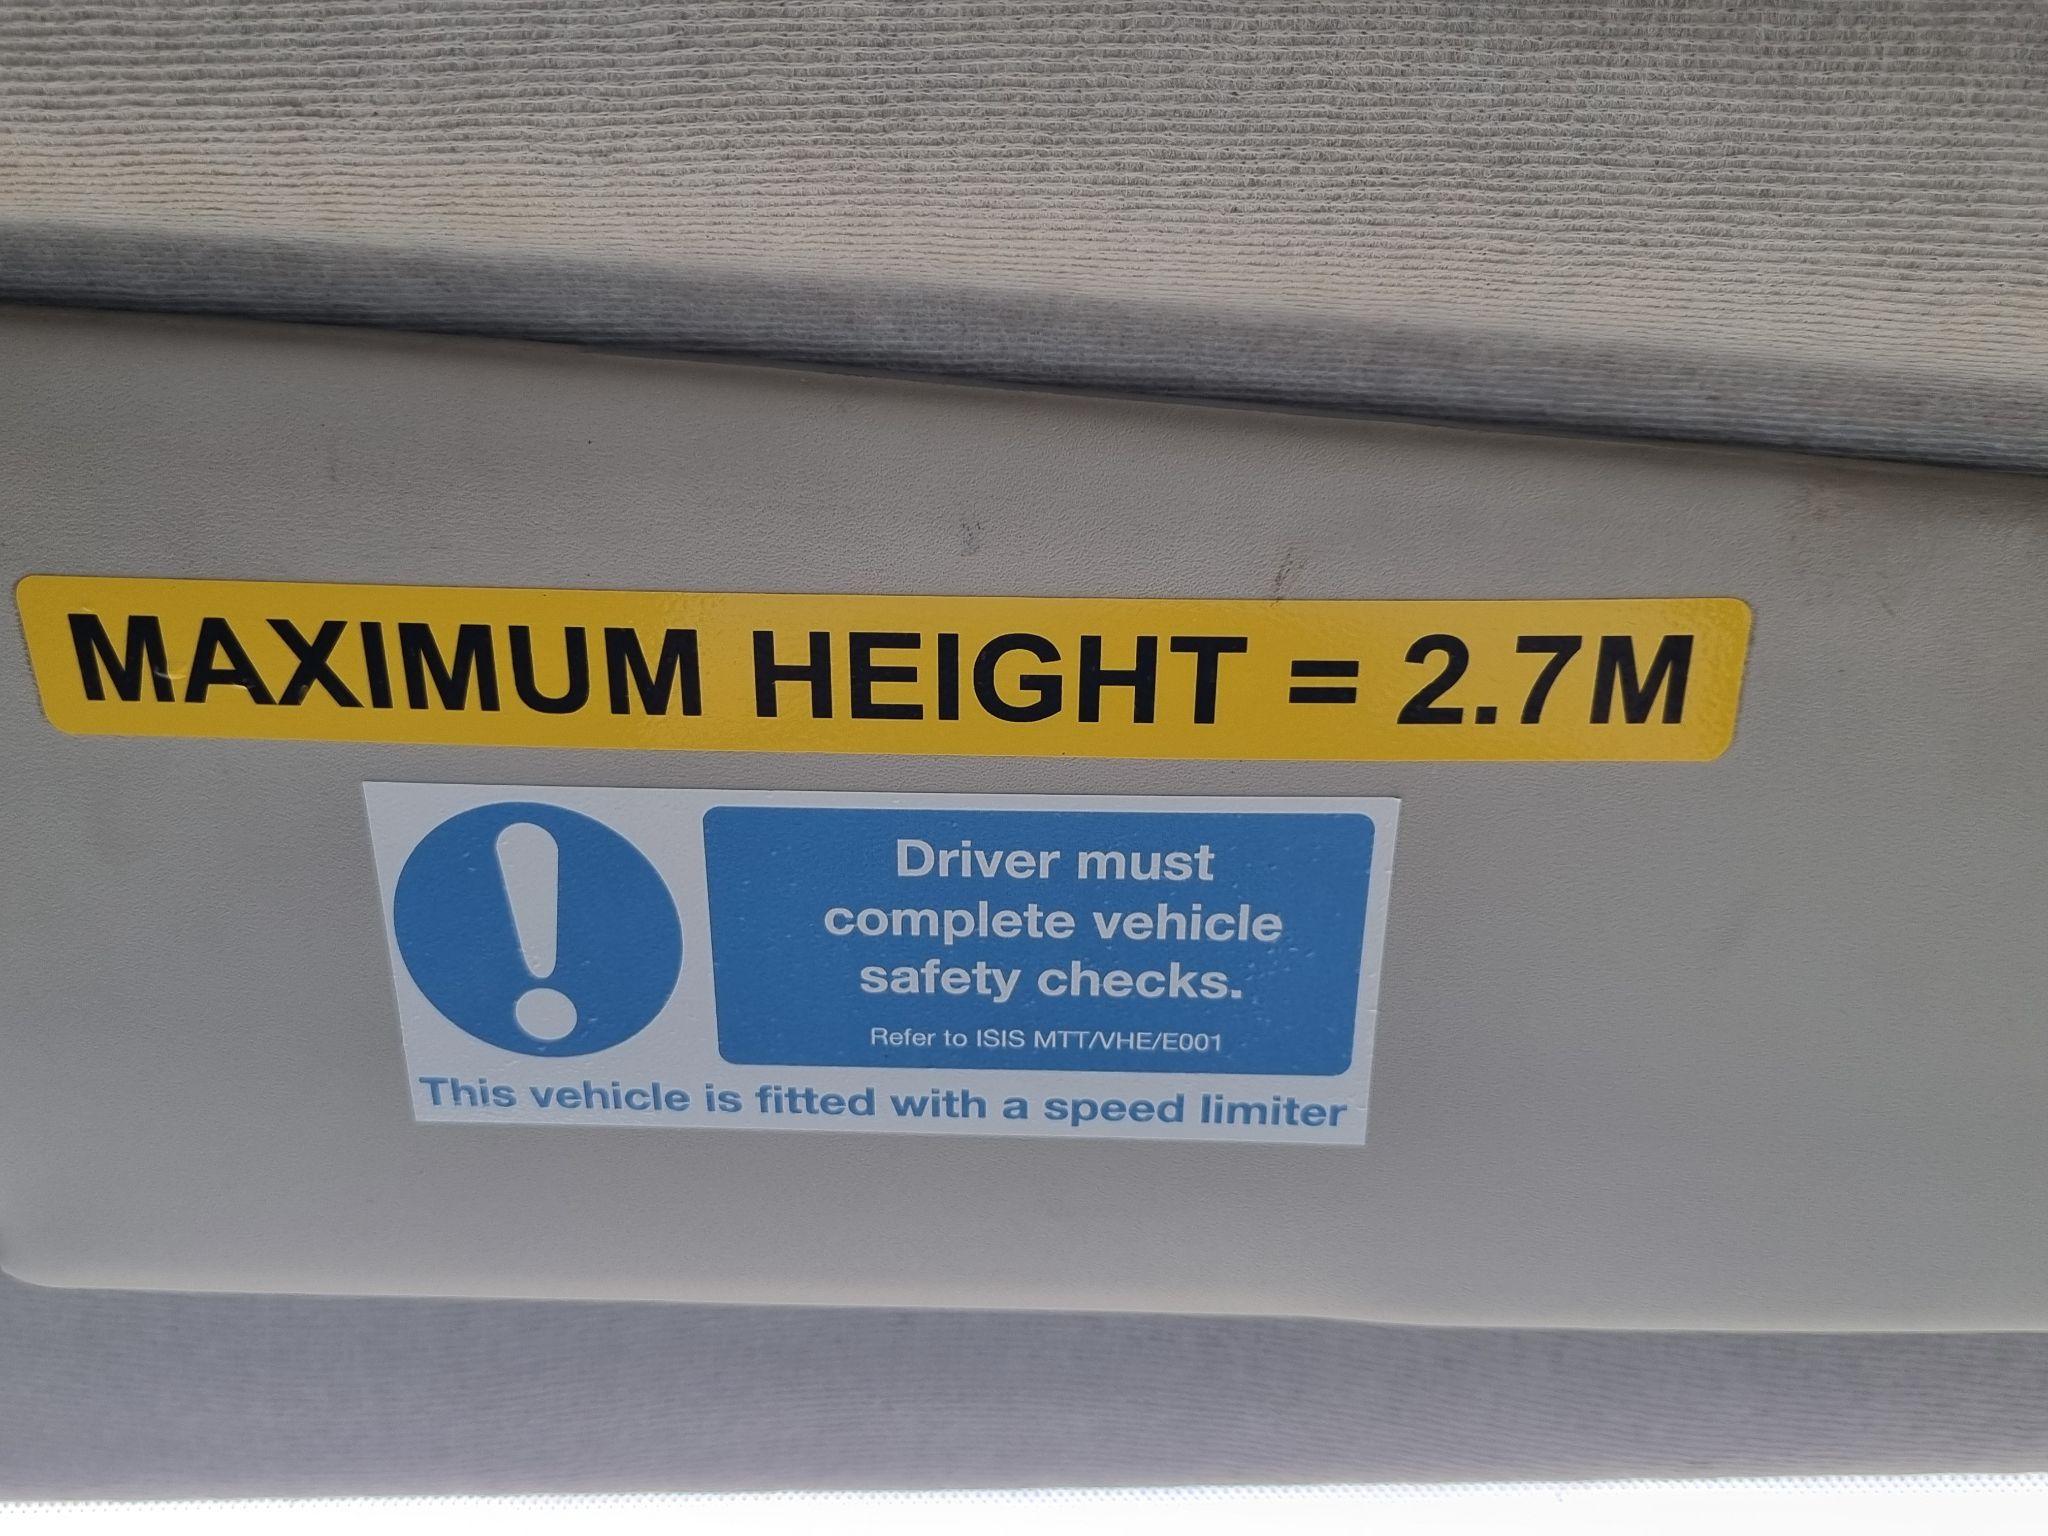 MAXIMUM HEIGHT = 2.7M
Driver must
complete vehicle
safety checks.
Refer to ISIS MTT/VHE/E001
This vehicle is fitted with a speed limiter